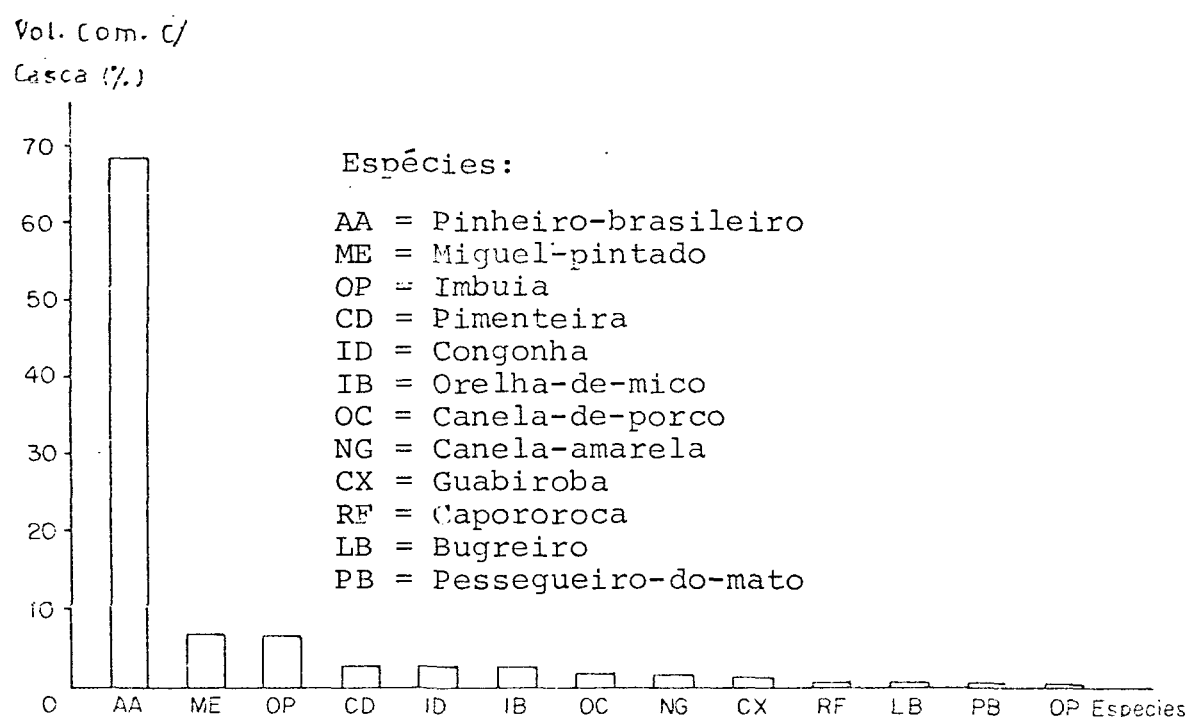 Vol. Com. C/
Casca (%)
70
60
50
40
30
20
10
0
Espécies:
AA = Pinheiro-brasileiro
ME = Miguel-pintado
OP = Imbuia
CD = Pimenteira
ID = Congonha
IB = Orelha-de-mico
OC = Canela-de-porco
NG = Canela-amarela
CX = Guabiroba
RF = Capororoca
LB = Bugreiro
PB = Pessegueiro-do-mato
AA ME OP CD ID IB OC NG CX RF LB PB OP Especies